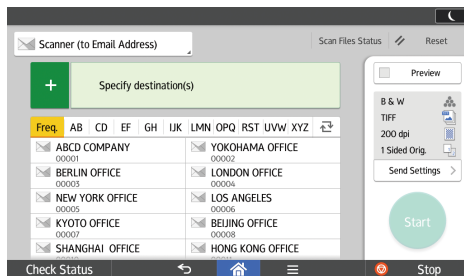 Scanner (to Email Address)
Scan Files Status
Reset
+
Specify destination(s)
Preview
B & W
TIFF
200 dpi
1 Sided Orig.
Send Settings >
Start
Freq. AB CD EF GH IJK LMN OPQ RST UVW XYZ
ABCD COMPANY
00001
YOKOHAMA OFFICE
00002
BERLIN OFFICE
00003
LONDON OFFICE
00004
NEW YORK OFFICE
00005
LOS ANGELES
00006
KYOTO OFFICE
00007
BEIJING OFFICE
00008
SHANGHAI OFFICE
HONG KONG OFFICE
Check Status
Stop